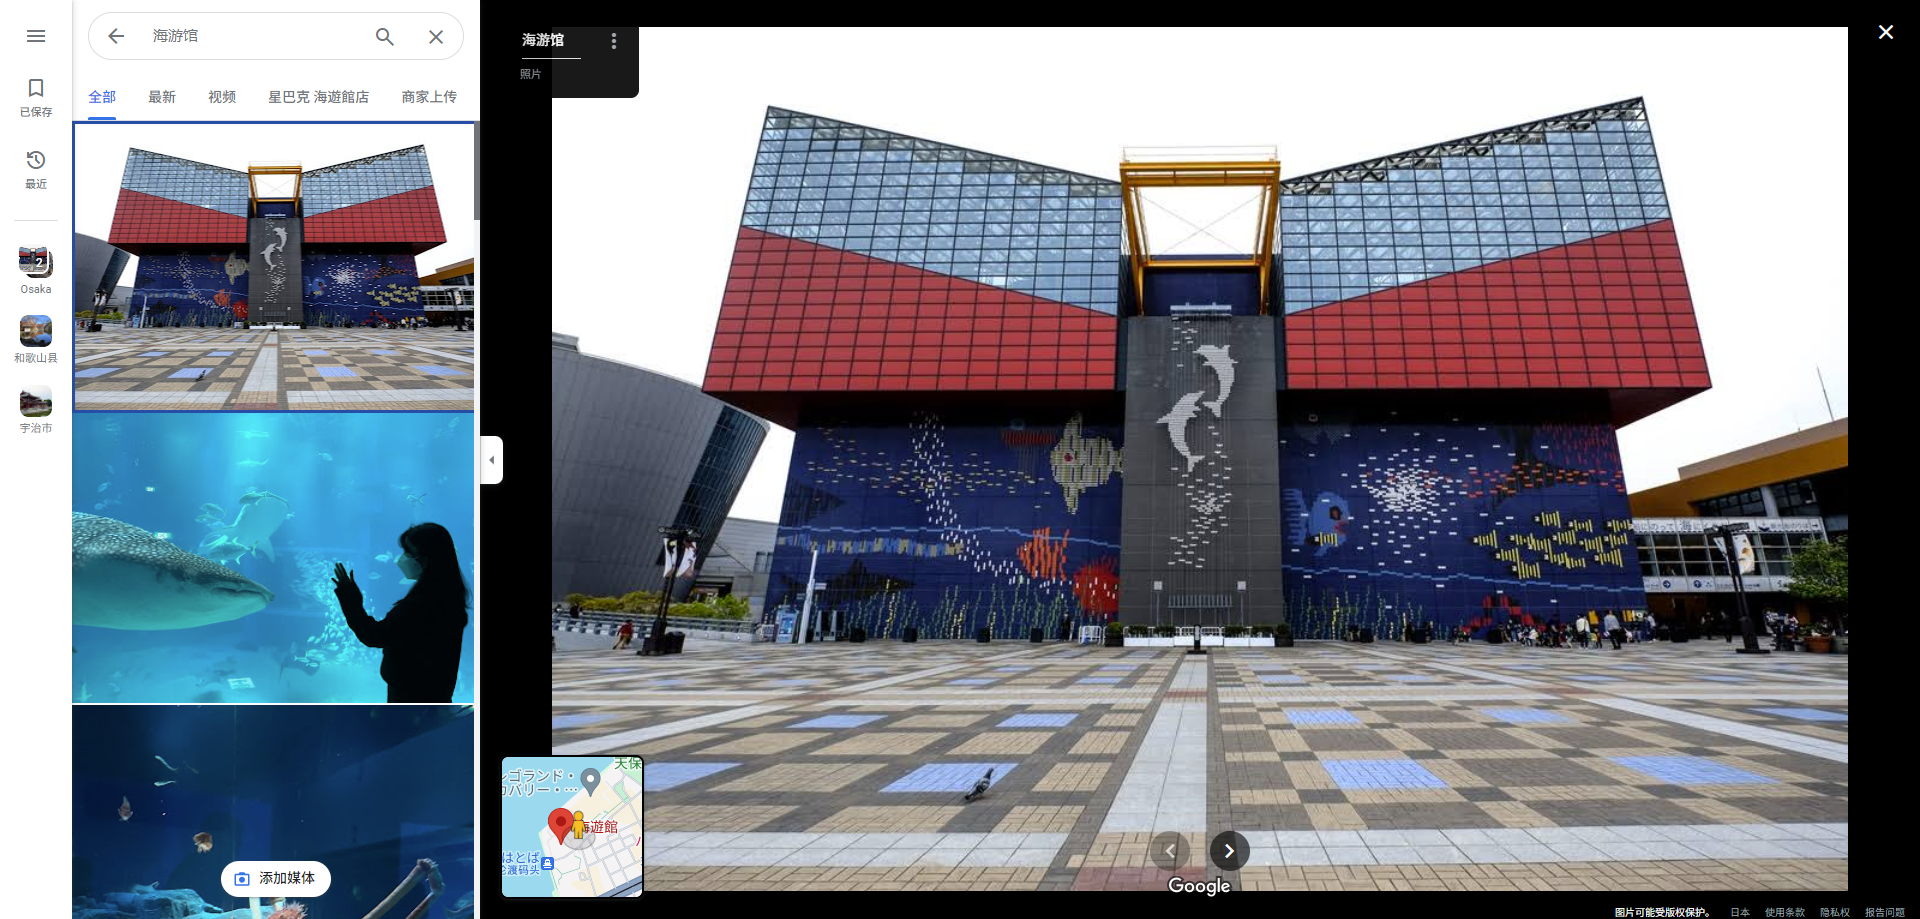 海游馆
全部
最新
视频
星巴克 海遊館店
商家上传
已保存
最近
2
Osaka
和歌山县
宇治市
添加媒体
海游馆
照片
天保
レゴランド・
カバリー・…
海遊館
はとば
轮渡码头
Google
图片可能受版权保护。
日本
使用条款
隐私权
报告问题